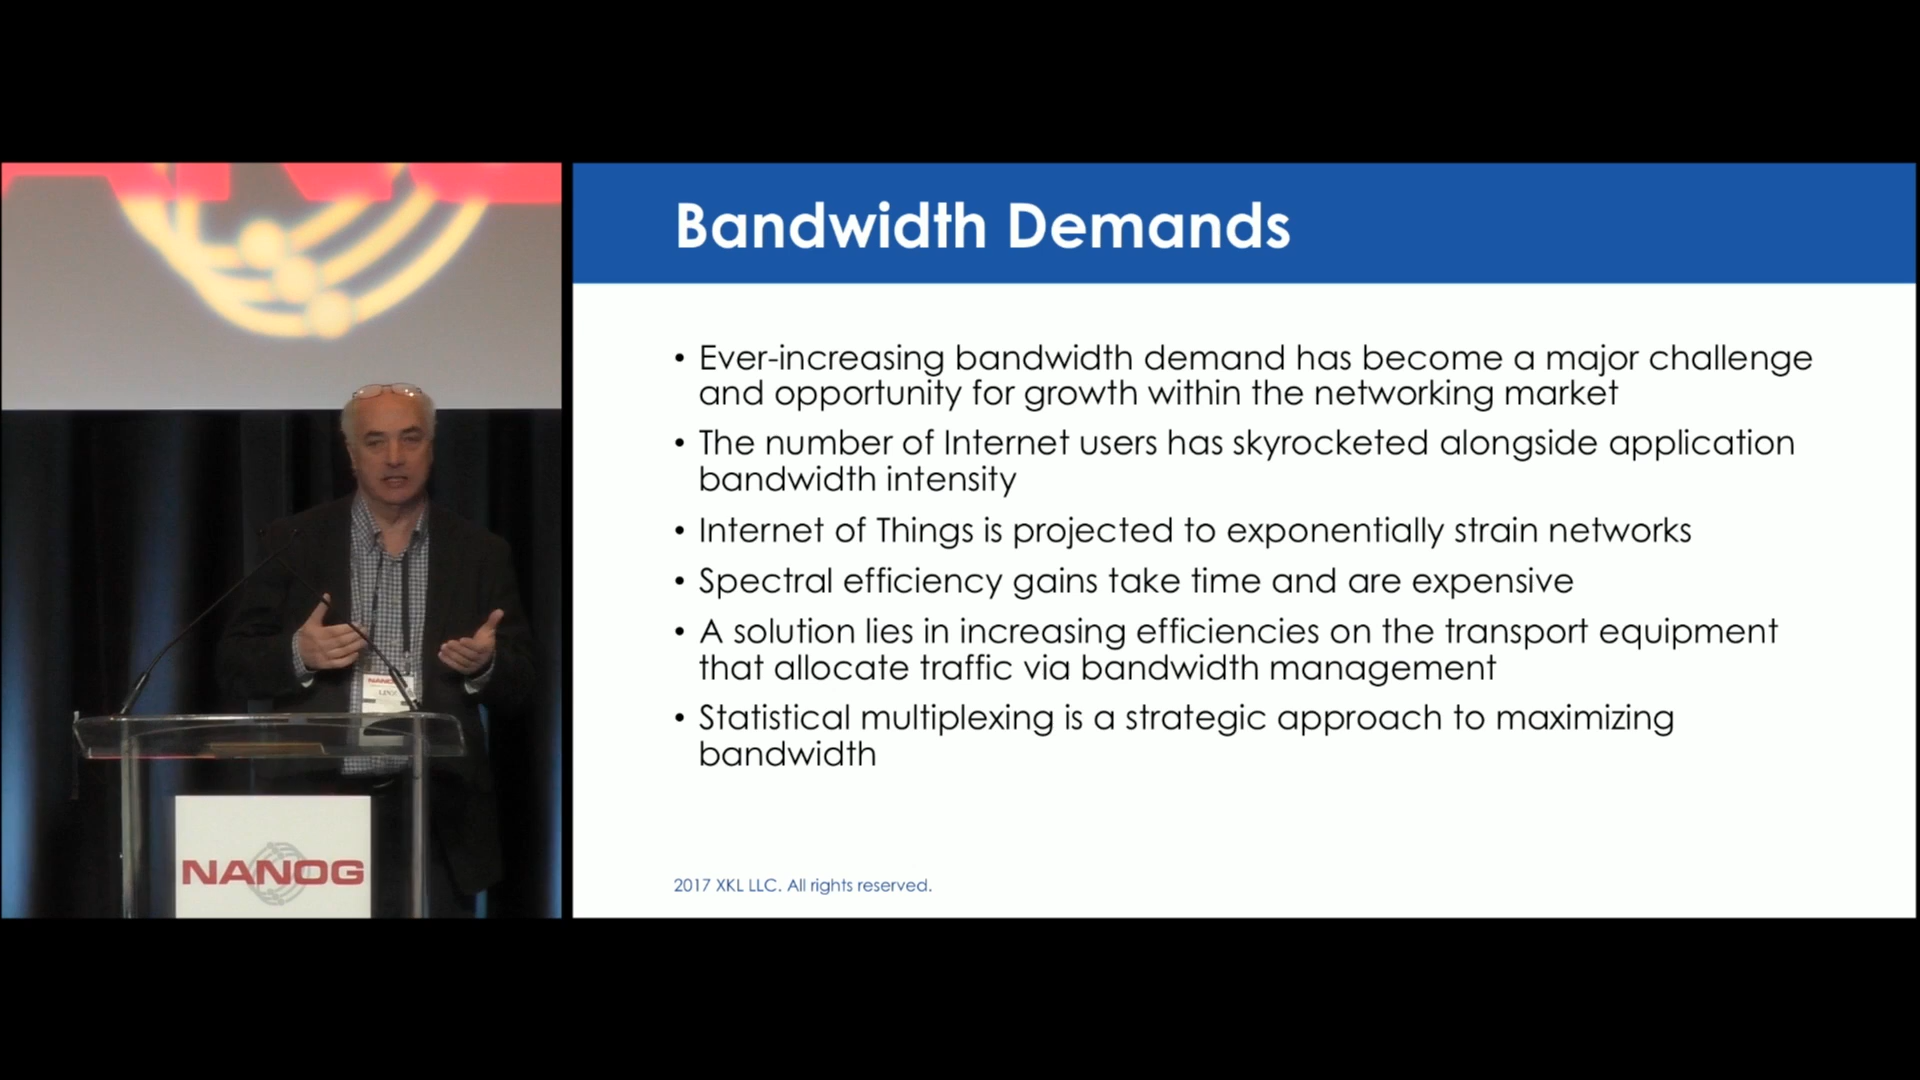 Bandwidth Demands
• Ever-increasing bandwidth demand has become a major challenge
and opportunity for growth within the networking market
• The number of Internet users has skyrocketed alongside application
bandwidth intensity
• Internet of Things is projected to exponentially strain networks
• Spectral efficiency gains take time and are expensive
• A solution lies in increasing efficiencies on the transport equipment
that allocate traffic via bandwidth management
• Statistical multiplexing is a strategic approach to maximizing
bandwidth
2017 XKL LLC. All rights reserved.
NANOG